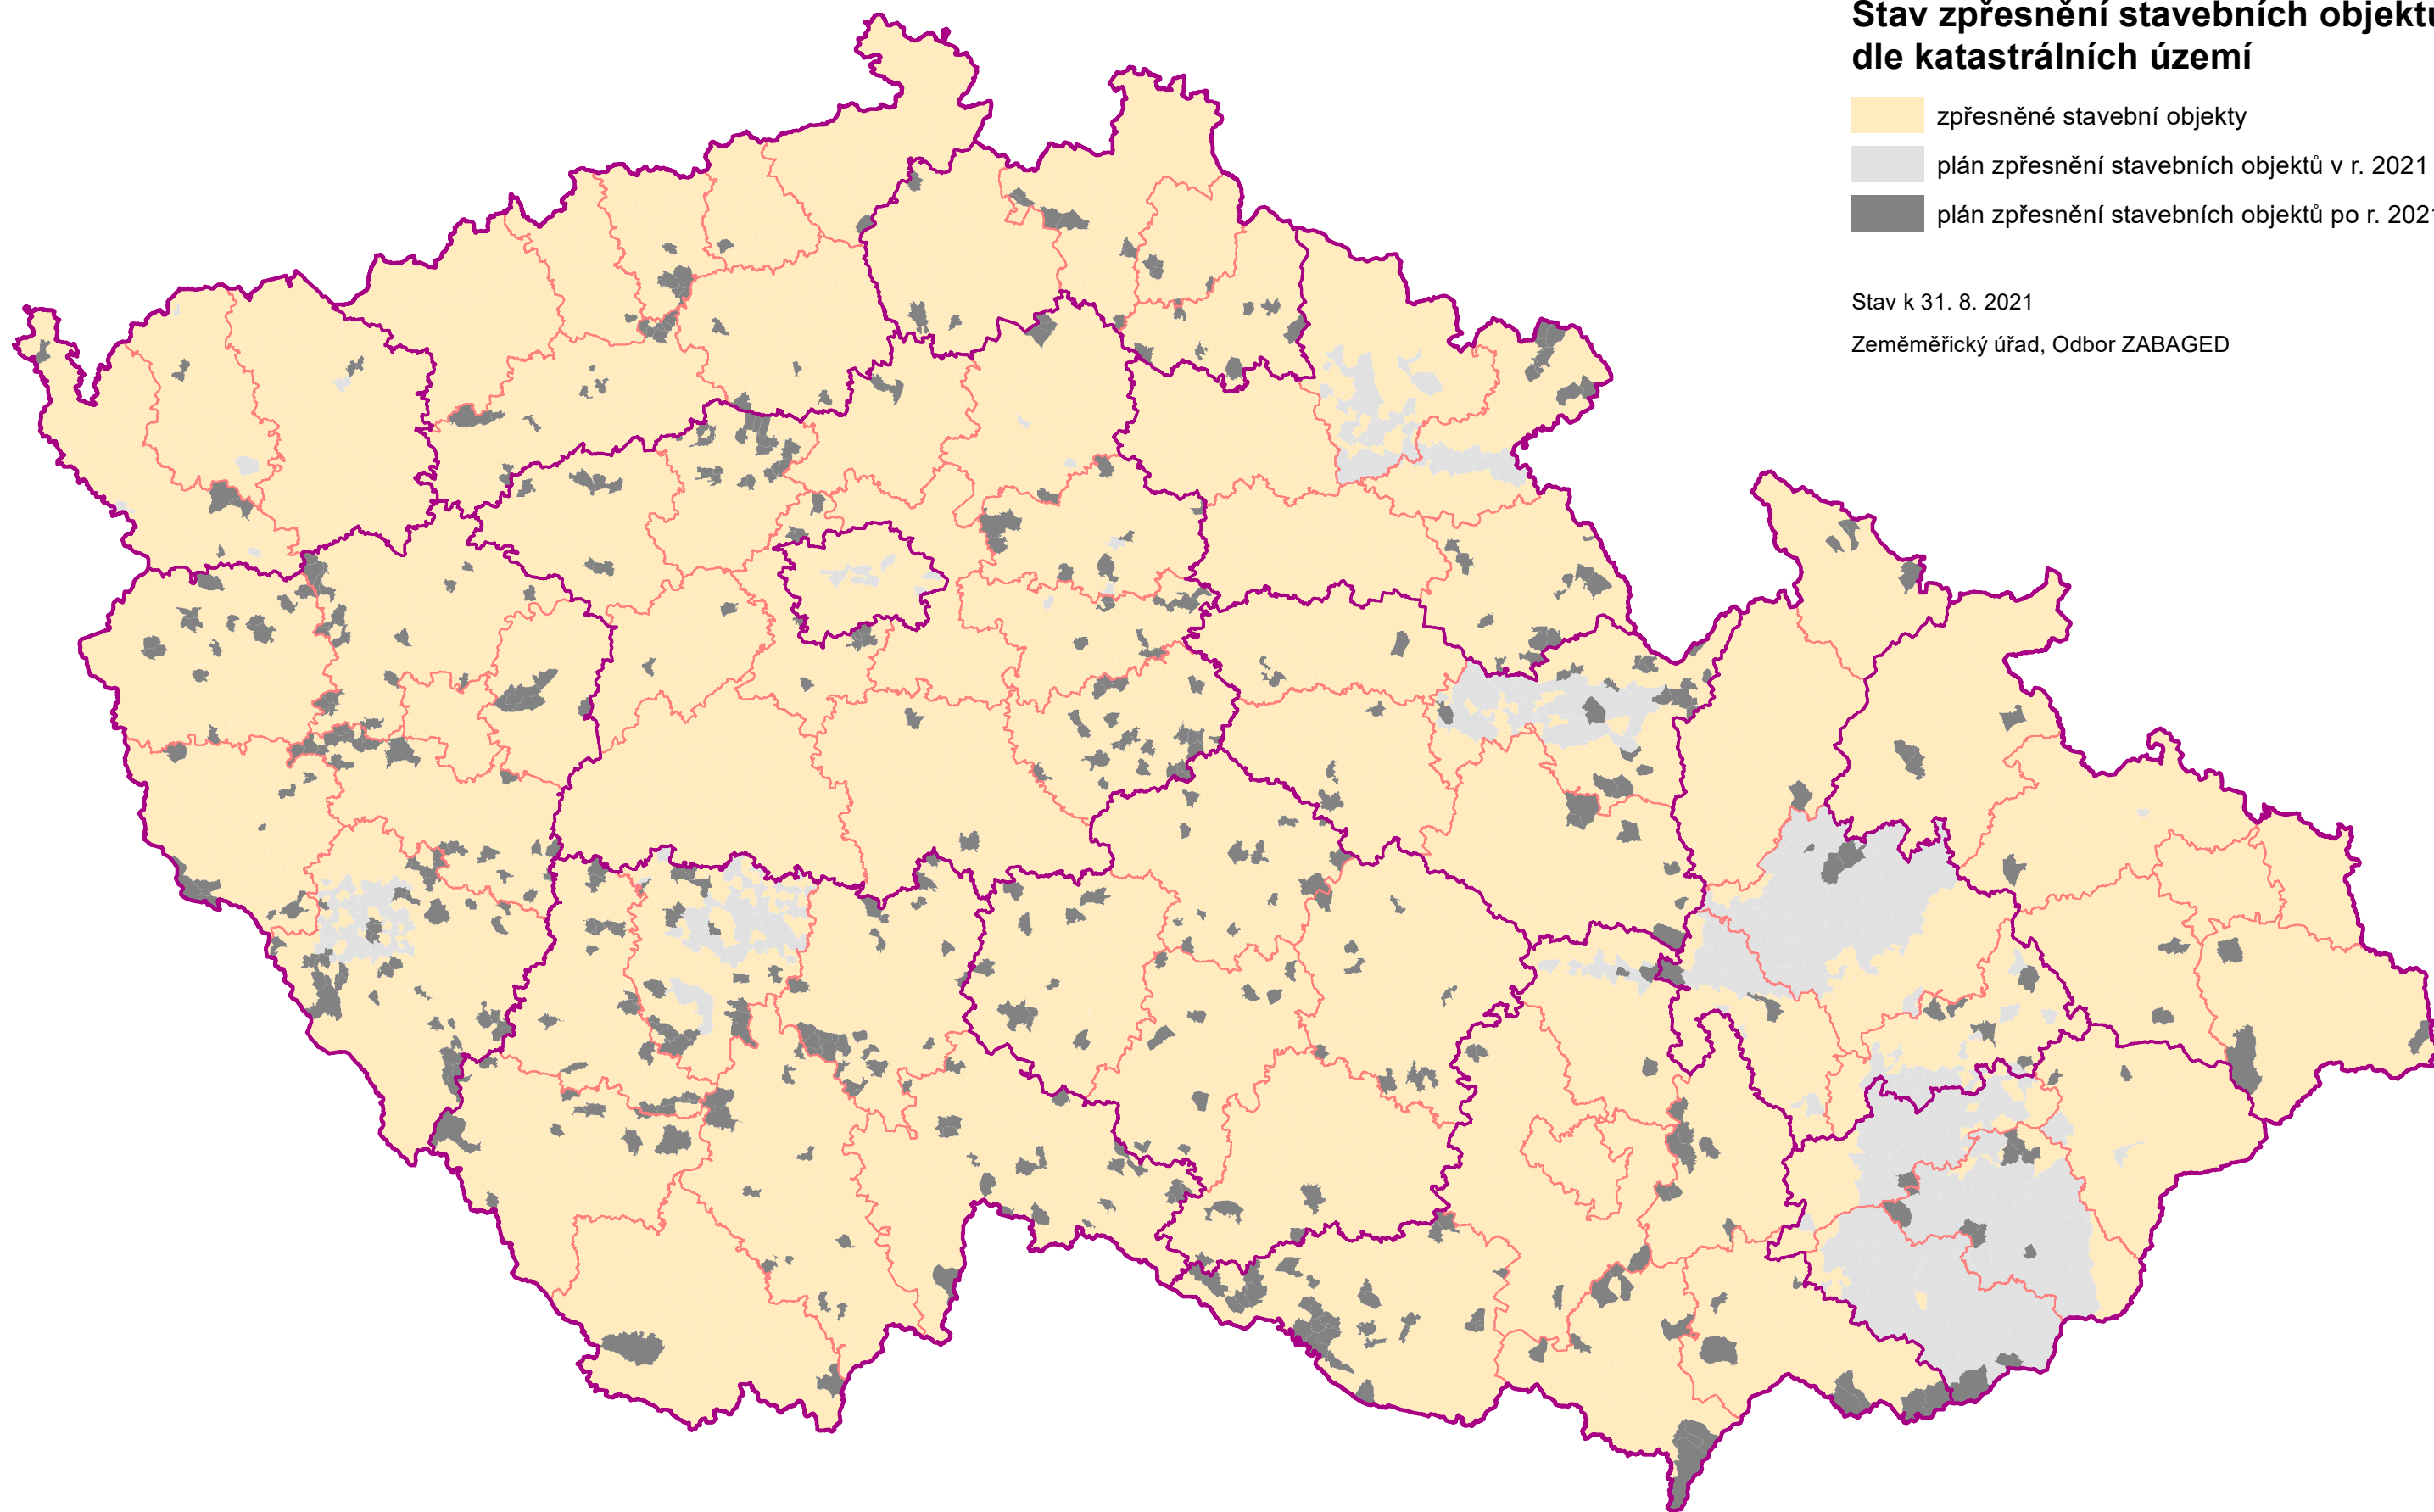 Stav zpřesnění stavebních objektů
dle katastrálních území
zpřesněné stavební objekty
plán zpřesnění stavebních objektů v r. 2021
plán zpřesnění stavebních objektů po r. 2021
Stav k 31. 8. 2021
Zeměměřický úřad, Odbor ZABAGED